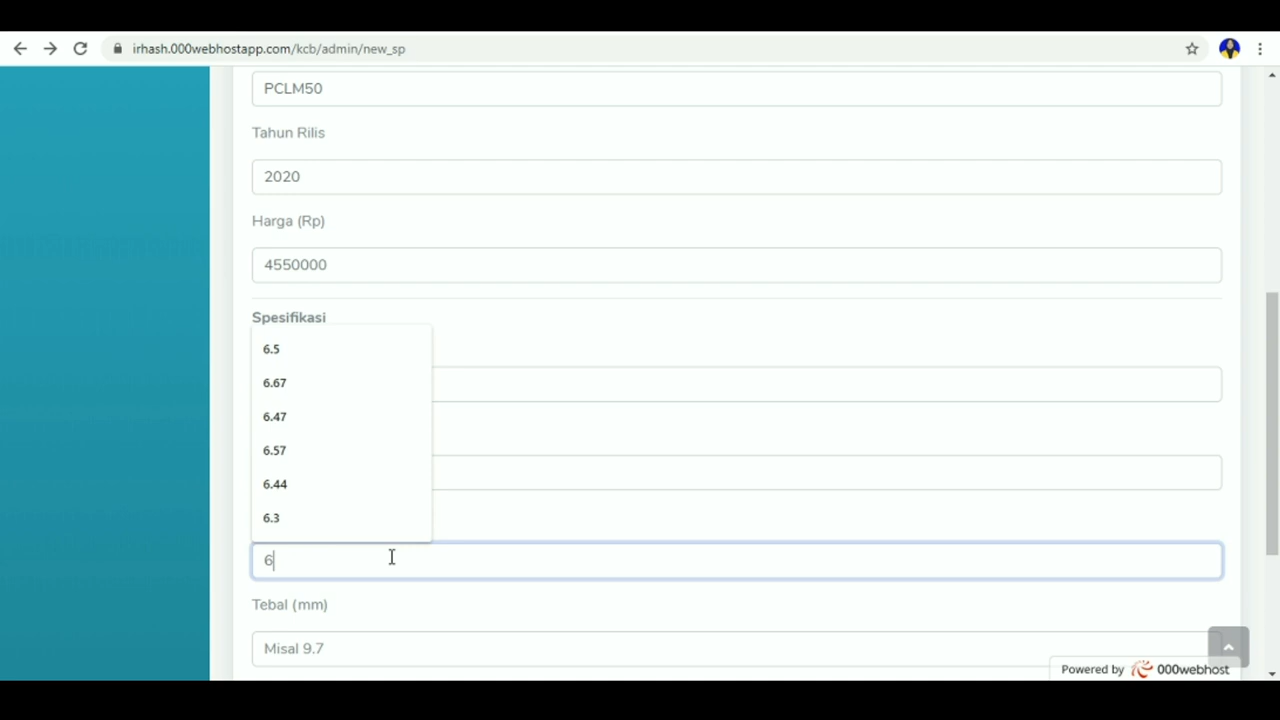 irhash.000webhostapp.com/kcb/admin/new_sp
PCLM50
Tahun Rilis
2020
Harga (Rp)
4550000
Spesifikasi
6.5
6.67
6.47
6.57
6.44
6.3
6
Tebal (mm)
Misal 9.7
Powered by 000webhost